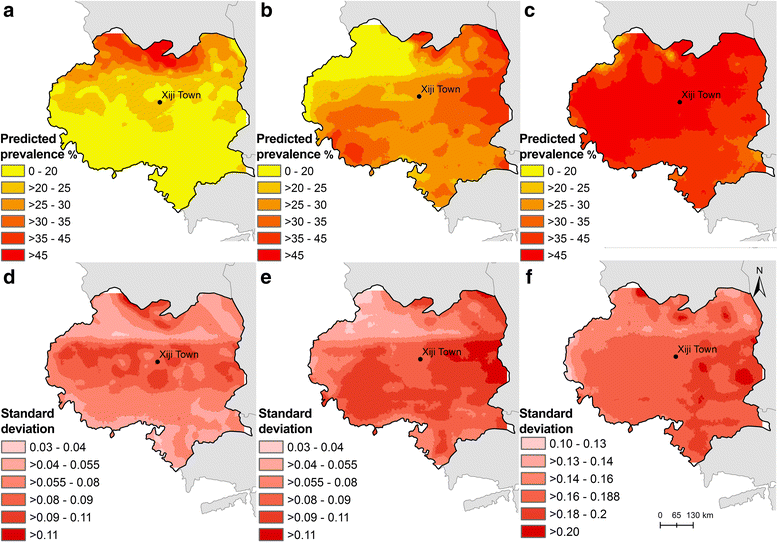 a
Xiji Town
Predicted
prevalence %
0 - 20
>20 - 25
>25 - 30
>30 - 35
>35 - 45
>45
b
Xiji Town
Predicted
prevalence %
0 - 20
>20 - 25
>25 - 30
>30 - 35
>35 - 45
>45
c
Xiji Town
Predicted
prevalence %
0 - 20
>20 - 25
>25 - 30
>30 - 35
>35 - 45
>45
d
Xiji Town
Standard
deviation
0.03 - 0.04
>0.04 - 0.055
>0.055 - 0.08
>0.08 - 0.09
>0.09 - 0.11
>0.11
e
Xiji Town
Standard
deviation
0.03 - 0.04
>0.04 - 0.055
>0.055 - 0.08
>0.08 - 0.09
>0.09 - 0.11
>0.11
f
N
Xiji Town
Standard
deviation
0.10 - 0.13
>0.13 - 0.14
>0.14 - 0.16
>0.16 - 0.188
>0.18 - 0.2
>0.20
0 65 130 km